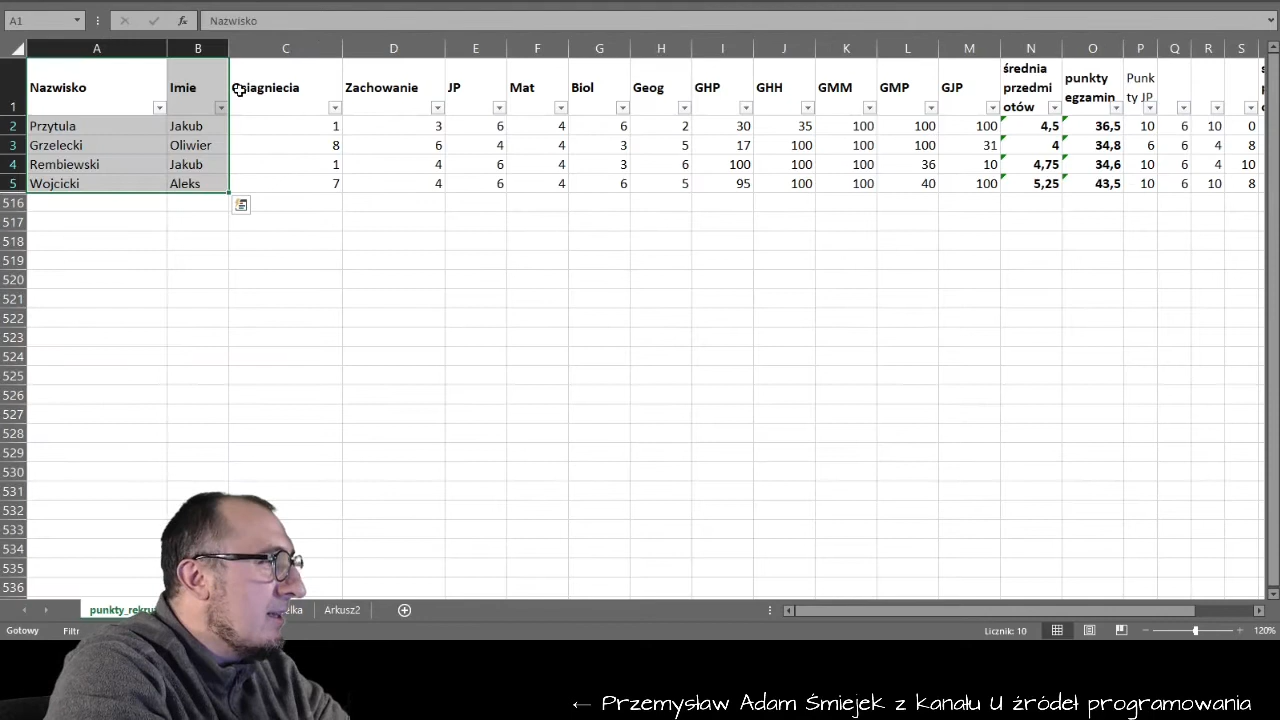 A1 fx Nazwisko
A B C D E F G H I J K L M N O P Q R S
1 Nazwisko Imie Osiagniecia Zachowanie JP Mat Biol Geog GHP GHH GMM GMP GJP średnia przedmi otów punkty egzamin Punk ty JP
2 Przytula Jakub 1 3 6 4 6 2 30 35 100 100 100 4,5 36,5 10 6 10 0
3 Grzelecki Oliwier 8 6 4 4 3 5 17 100 100 100 31 4 34,8 6 6 4 8
4 Rembiewski Jakub 1 4 6 4 3 6 100 100 100 36 10 4,75 34,6 10 6 4 10
5 Wojcicki Aleks 7 4 6 4 6 5 95 100 100 40 100 5,25 43,5 10 6 10 8
516
517
518
519
520
521
522
523
524
525
526
527
528
529
530
531
532
533
534
535
536
punkty_rekru elka Arkusz2
Gotowy Filtr Licznik: 10 120%
← Przemysław Adam Śmiejek z kanału U źródeł programowania